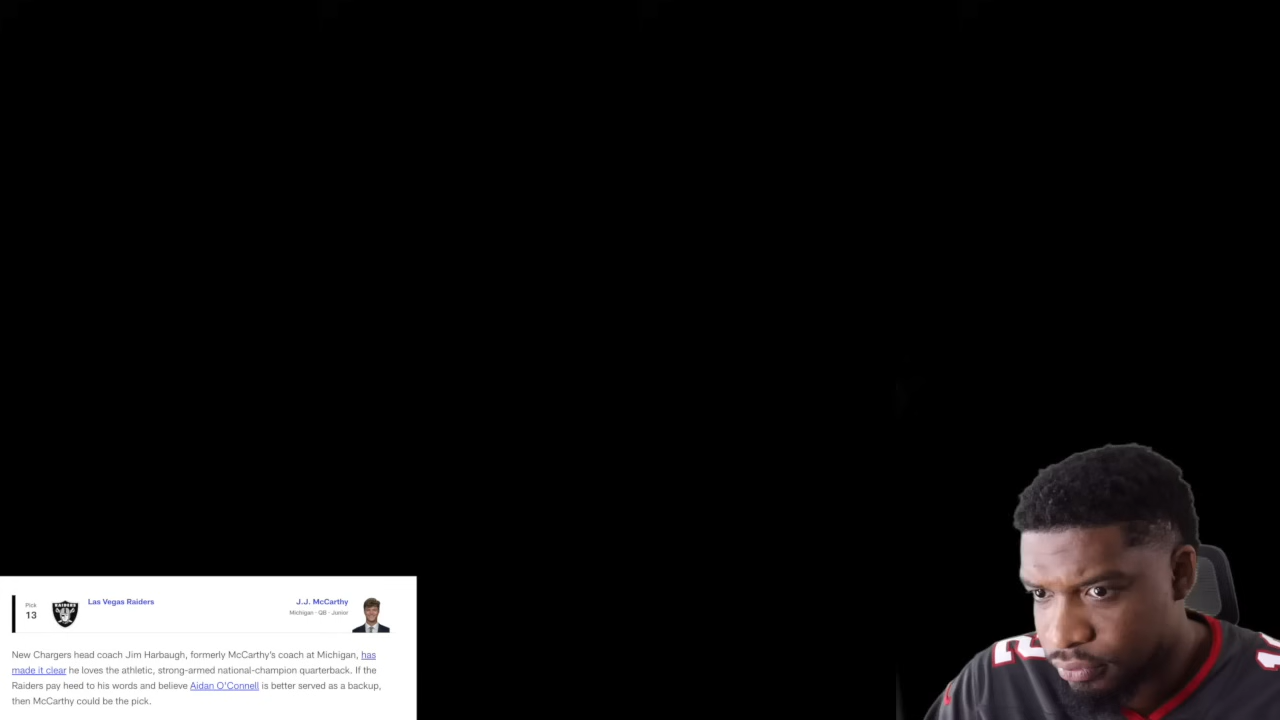 Pick
13
RAIDERS
Las Vegas Raiders
J.J. McCarthy
Michigan · QB · Junior
New Chargers head coach Jim Harbaugh, formerly McCarthy's coach at Michigan, has
made it clear he loves the athletic, strong-armed national-champion quarterback. If the
Raiders pay heed to his words and believe Aidan O'Connell is better served as a backup,
then McCarthy could be the pick.
12